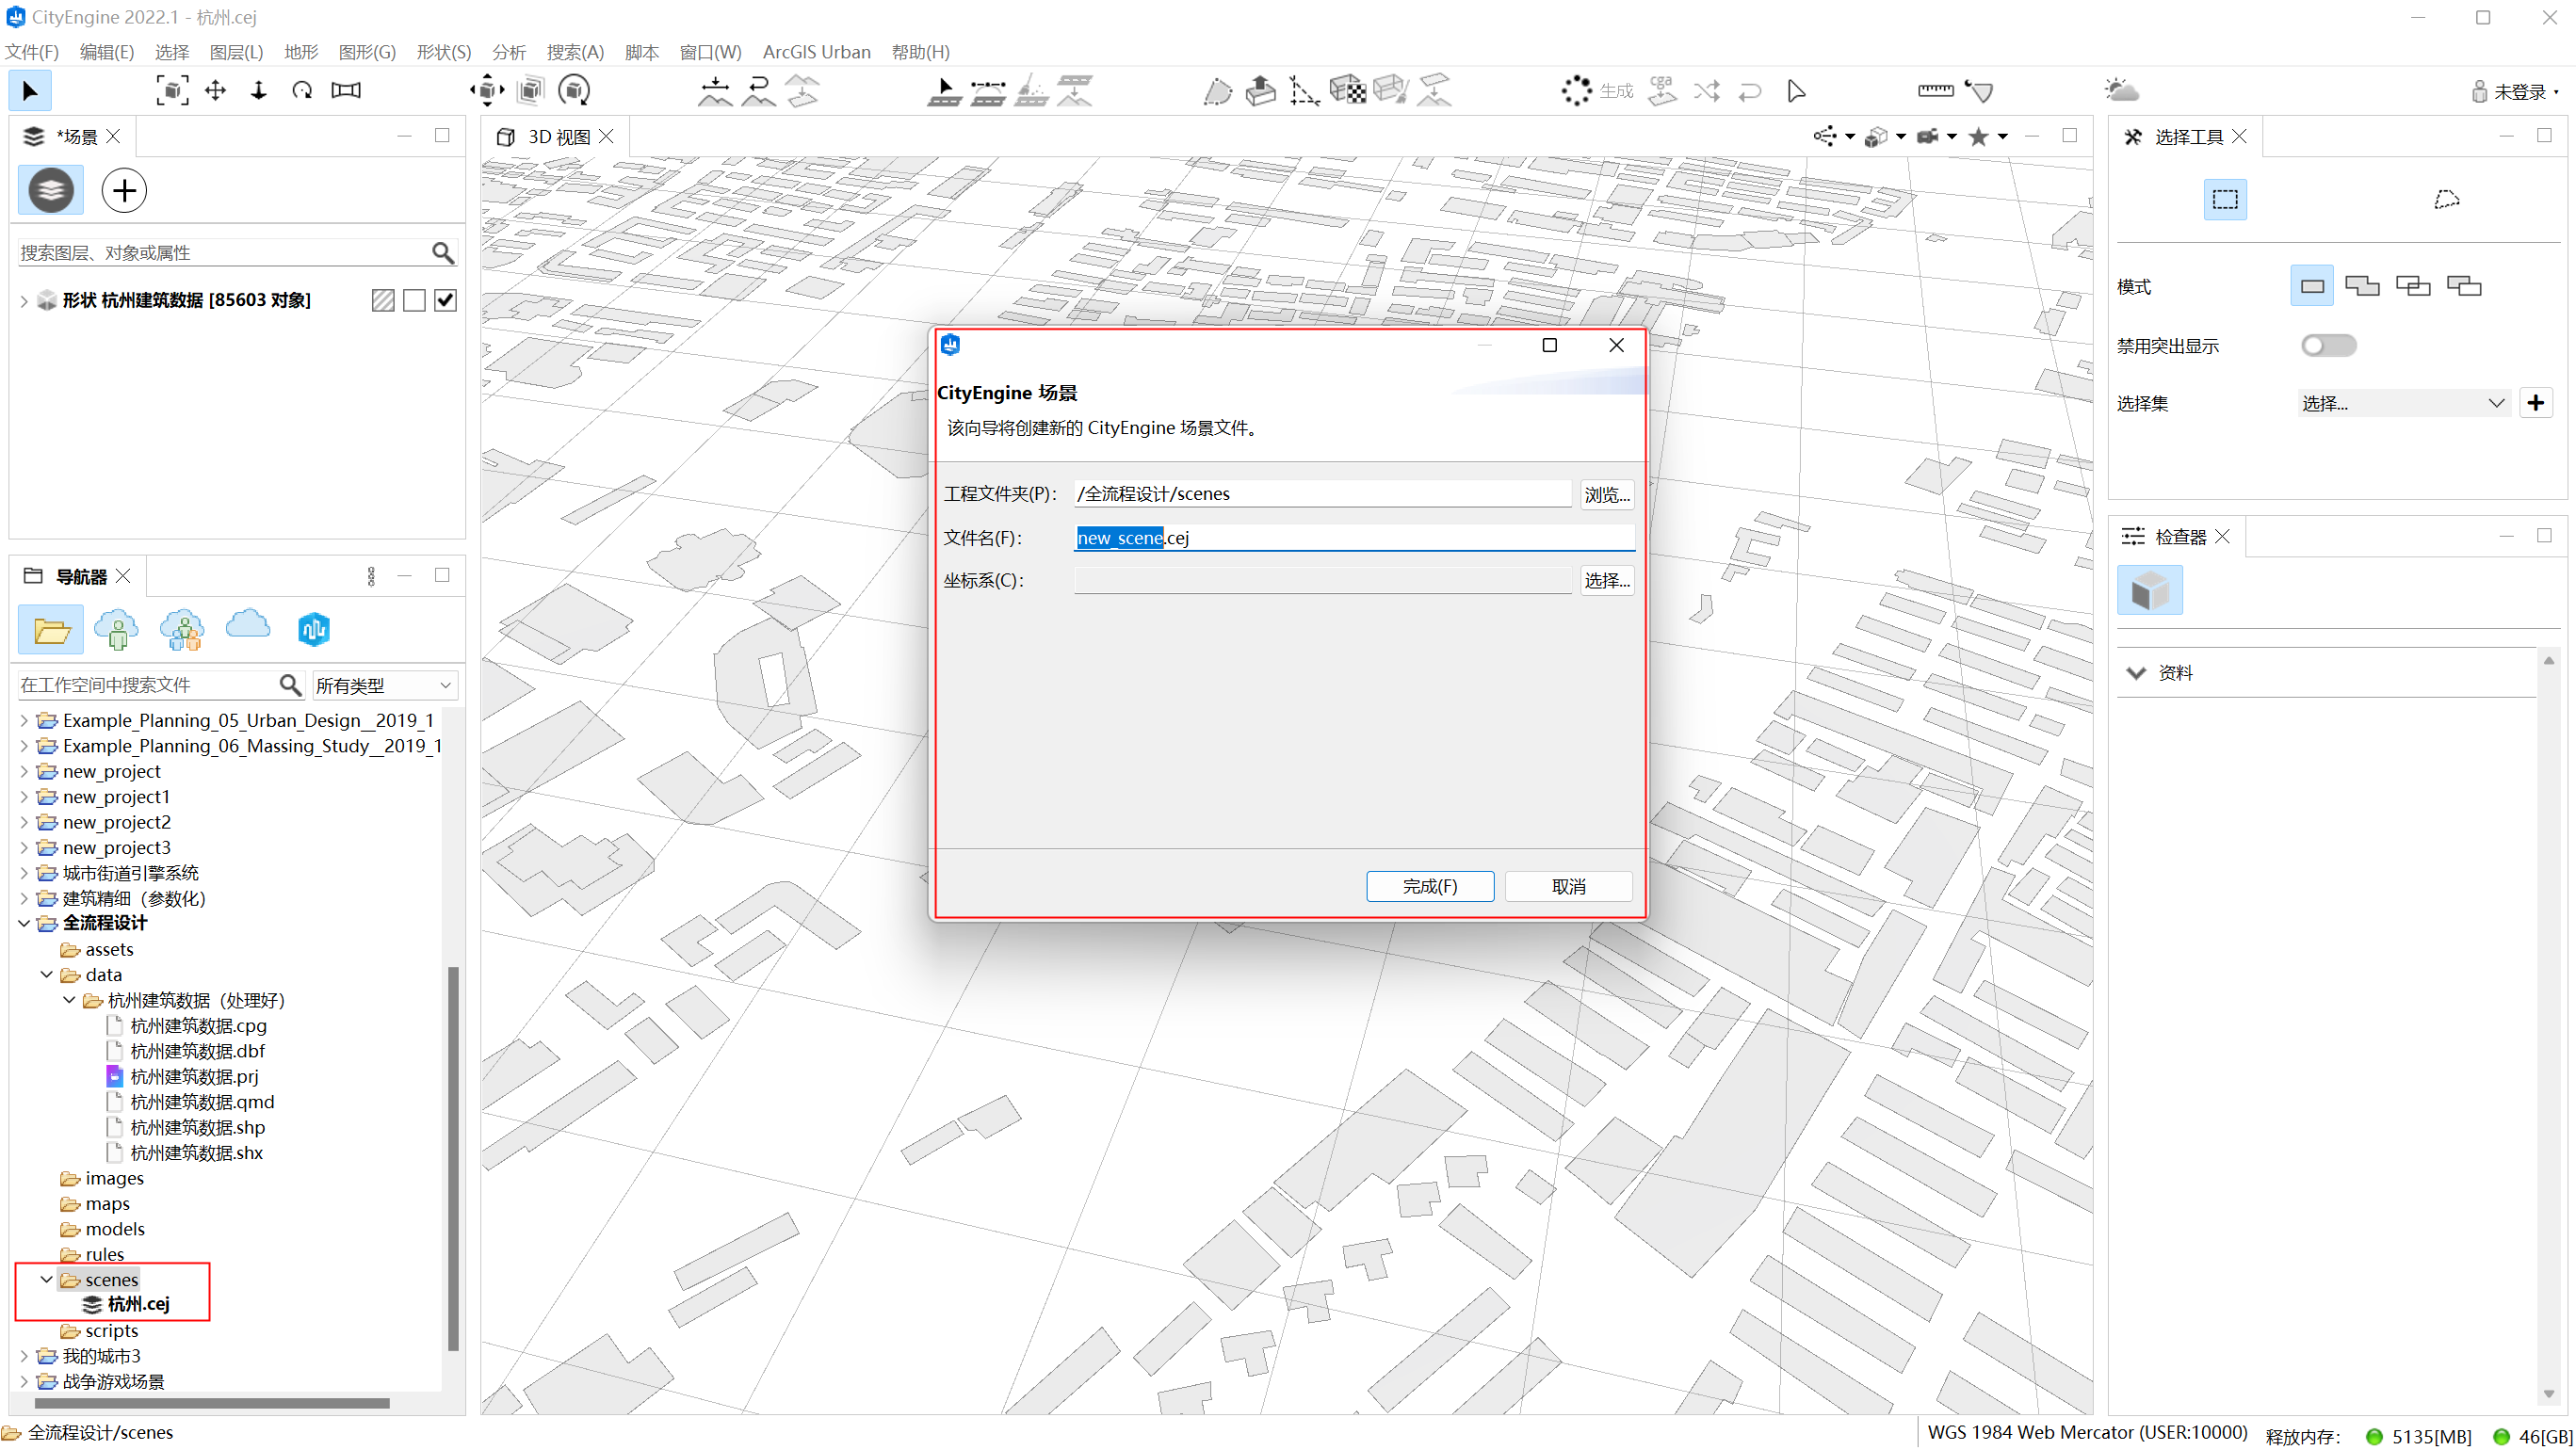 CityEngine 2022.1 - 杭州.cej
文件(F) 编辑(E) 选择 图层(L) 地形 图形(G) 形状(S) 分析 搜索(A) 脚本 窗口(W) ArcGIS Urban 帮助(H)
生成 cga 未登录
*场景
搜索图层、对象或属性
形状 杭州建筑数据 [85603 对象]
导航器
在工作空间中搜索文件 所有类型
Example_Planning_05_Urban_Design__2019_1
Example_Planning_06_Massing_Study__2019_1
new_project
new_project1
new_project2
new_project3
城市街道引擎系统
建筑精细（参数化）
全流程设计
assets
data
杭州建筑数据（处理好）
杭州建筑数据.cpg
杭州建筑数据.dbf
杭州建筑数据.prj
杭州建筑数据.qmd
杭州建筑数据.shp
杭州建筑数据.shx
images
maps
models
rules
scenes
杭州.cej
scripts
我的城市3
战争游戏场景
3D 视图
CityEngine 场景
该向导将创建新的 CityEngine 场景文件。
工程文件夹(P)： /全流程设计/scenes 浏览...
文件名(F)： new_scene.cej
坐标系(C)： 选择...
完成(F) 取消
选择工具
模式
禁用突出显示
选择集 选择...
检查器
资料
全流程设计/scenes
WGS 1984 Web Mercator (USER:10000) 释放内存： 5135[MB] 46[GB]